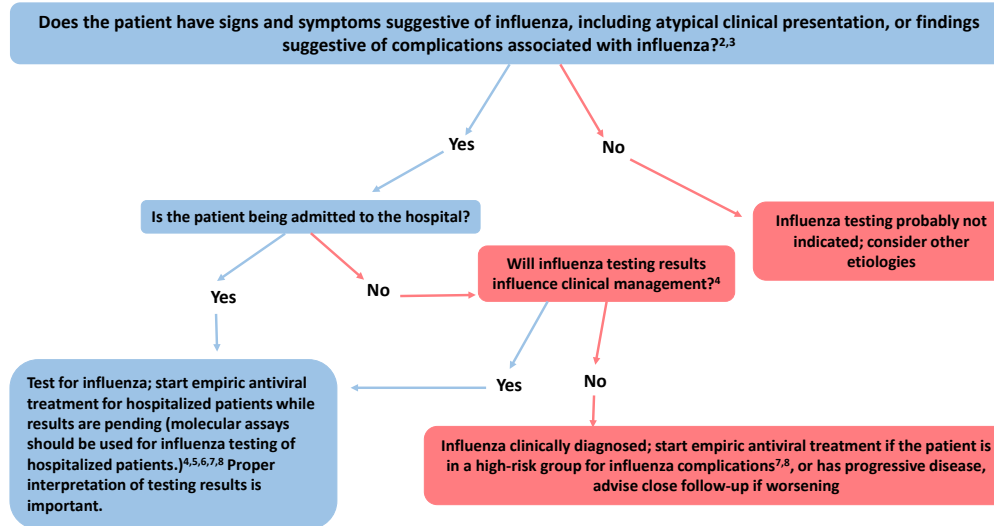 Does the patient have signs and symptoms suggestive of influenza, including atypical clinical presentation, or findings
suggestive of complications associated with influenza?2,3
Yes
No
Is the patient being admitted to the hospital?
Influenza testing probably not
indicated; consider other
etiologies
Will influenza testing results
influence clinical management?4
Yes
No
Yes
No
Test for influenza; start empiric antiviral
treatment for hospitalized patients while
results are pending (molecular assays
should be used for influenza testing of
hospitalized patients.)4,5,6,7,8 Proper
interpretation of testing results is
important.
Influenza clinically diagnosed; start empiric antiviral treatment if the patient is
in a high-risk group for influenza complications7,8, or has progressive disease,
advise close follow-up if worsening